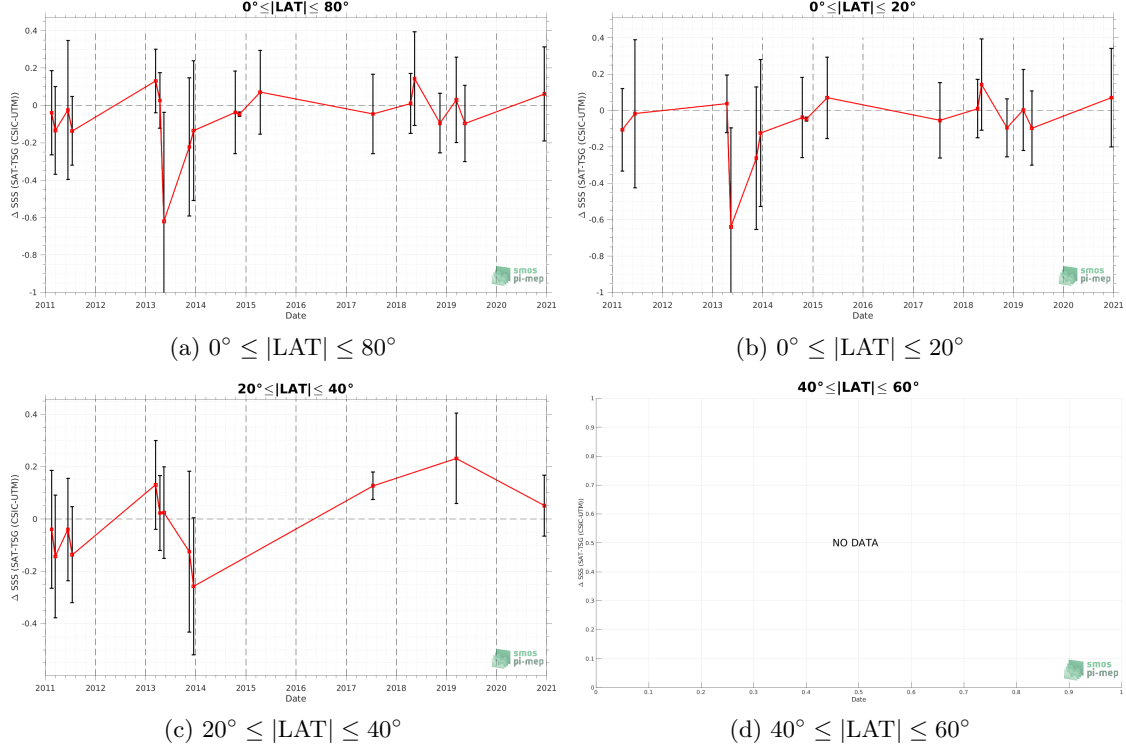 0°≤|LAT|≤ 80°
0.4
0.2
0
-0.2
-0.4
-0.6
-0.8
-1
Δ SSS (SAT-TSG (CSIC-UTM))
2011 2012 2013 2014 2015 2016 2017 2018 2019 2020 2021
Date
smos
pi-mep
(a) 0° ≤ |LAT| ≤ 80°
0°≤|LAT|≤ 20°
0.4
0.2
0
-0.2
-0.4
-0.6
-0.8
-1
Δ SSS (SAT-TSG (CSIC-UTM))
2011 2012 2013 2014 2015 2016 2017 2018 2019 2020 2021
Date
smos
pi-mep
(b) 0° ≤ |LAT| ≤ 20°
20°≤|LAT|≤ 40°
0.4
0.2
0
-0.2
-0.4
Δ SSS (SAT-TSG (CSIC-UTM))
2011 2012 2013 2014 2015 2016 2017 2018 2019 2020 2021
Date
smos
pi-mep
(c) 20° ≤ |LAT| ≤ 40°
40°≤|LAT|≤ 60°
1
0.9
0.8
0.7
0.6
0.5
0.4
0.3
0.2
0.1
0
Δ SSS (SAT-TSG (CSIC-UTM))
NO DATA
0 0.1 0.2 0.3 0.4 0.5 0.6 0.7 0.8 0.9 1
Date
smos
pi-mep
(d) 40° ≤ |LAT| ≤ 60°